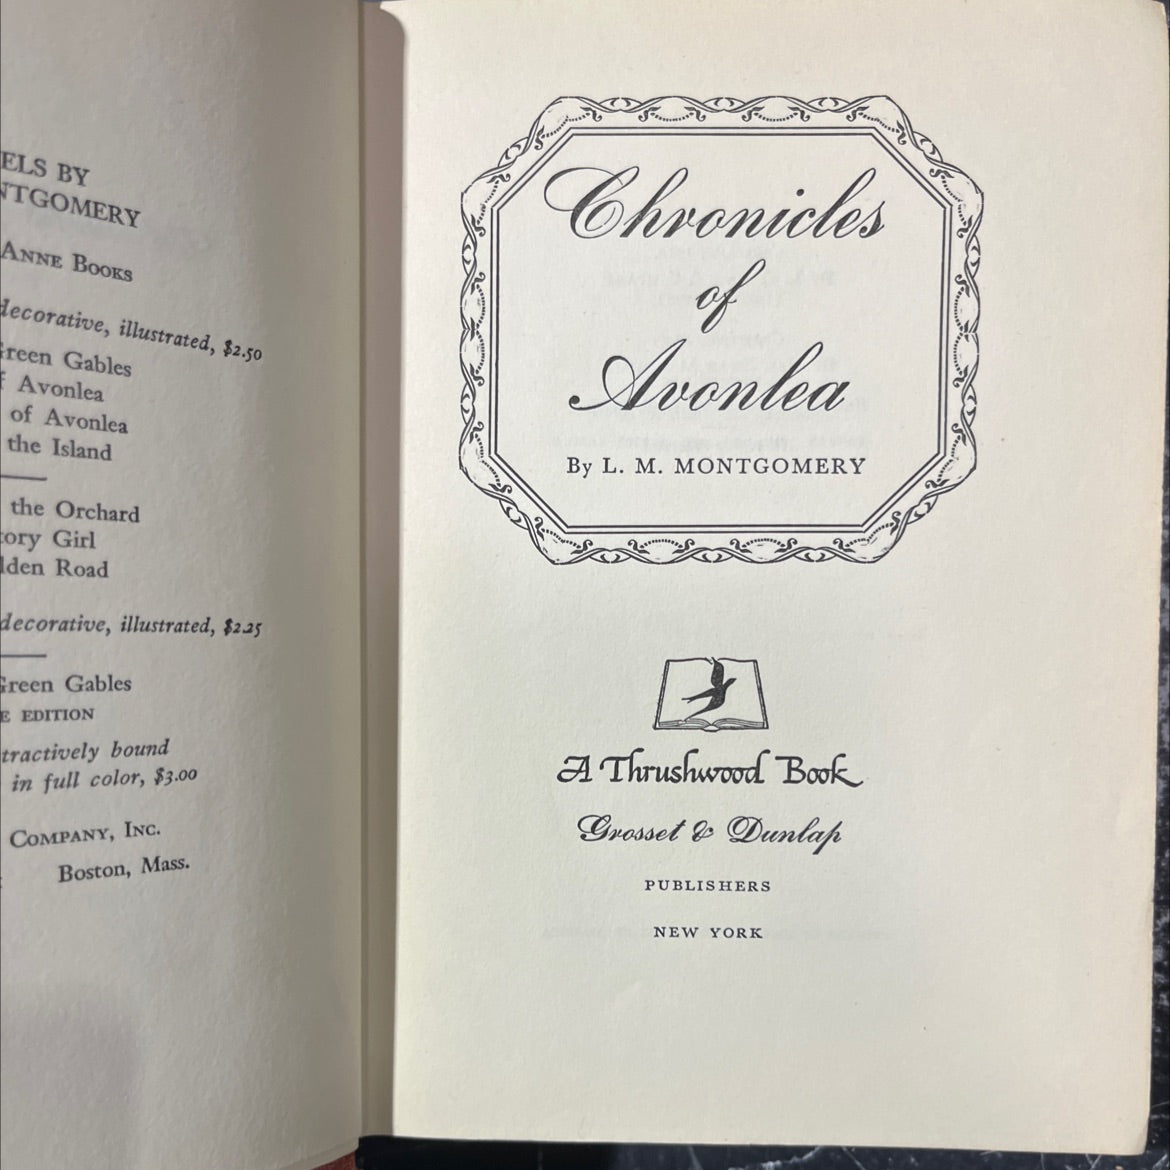 ELS BY
NTGOMERY
ANNE BOOKS
decorative, illustrated, $2.50
Green Gables
f Avonlea
of Avonlea
the Island
the Orchard
tory Girl
lden Road
decorative, illustrated, $2.25
Green Gables
E EDITION
tractively bound
in full color, $3.00
COMPANY, INC.
Boston, Mass.
Chronicles
of
Avonlea
By L. M. MONTGOMERY
A Thrushwood Book
Grosset & Dunlap
PUBLISHERS
NEW YORK